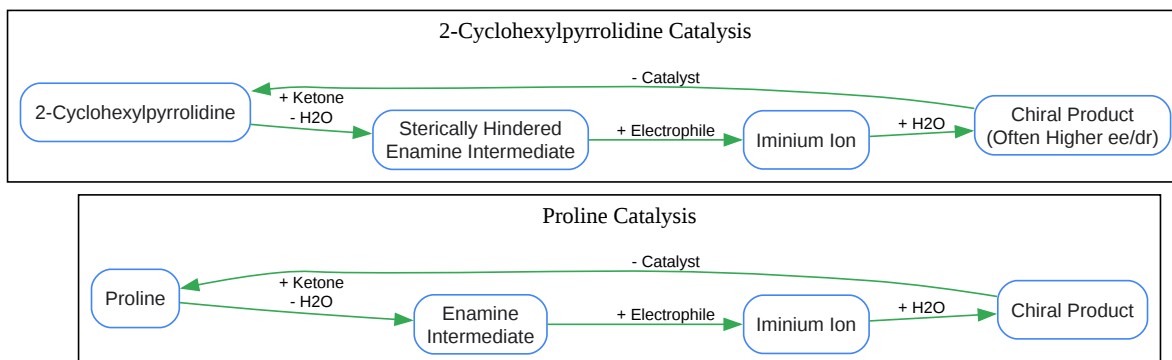 2-Cyclohexylpyrrolidine Catalysis
- Catalyst
+ Ketone
- H2O
2-Cyclohexylpyrrolidine
Sterically Hindered
Enamine Intermediate
+ Electrophile
Iminium Ion
+ H2O
Chiral Product
(Often Higher ee/dr)
Proline Catalysis
- Catalyst
+ Ketone
- H2O
Proline
Enamine
Intermediate
+ Electrophile
Iminium Ion
+ H2O
Chiral Product